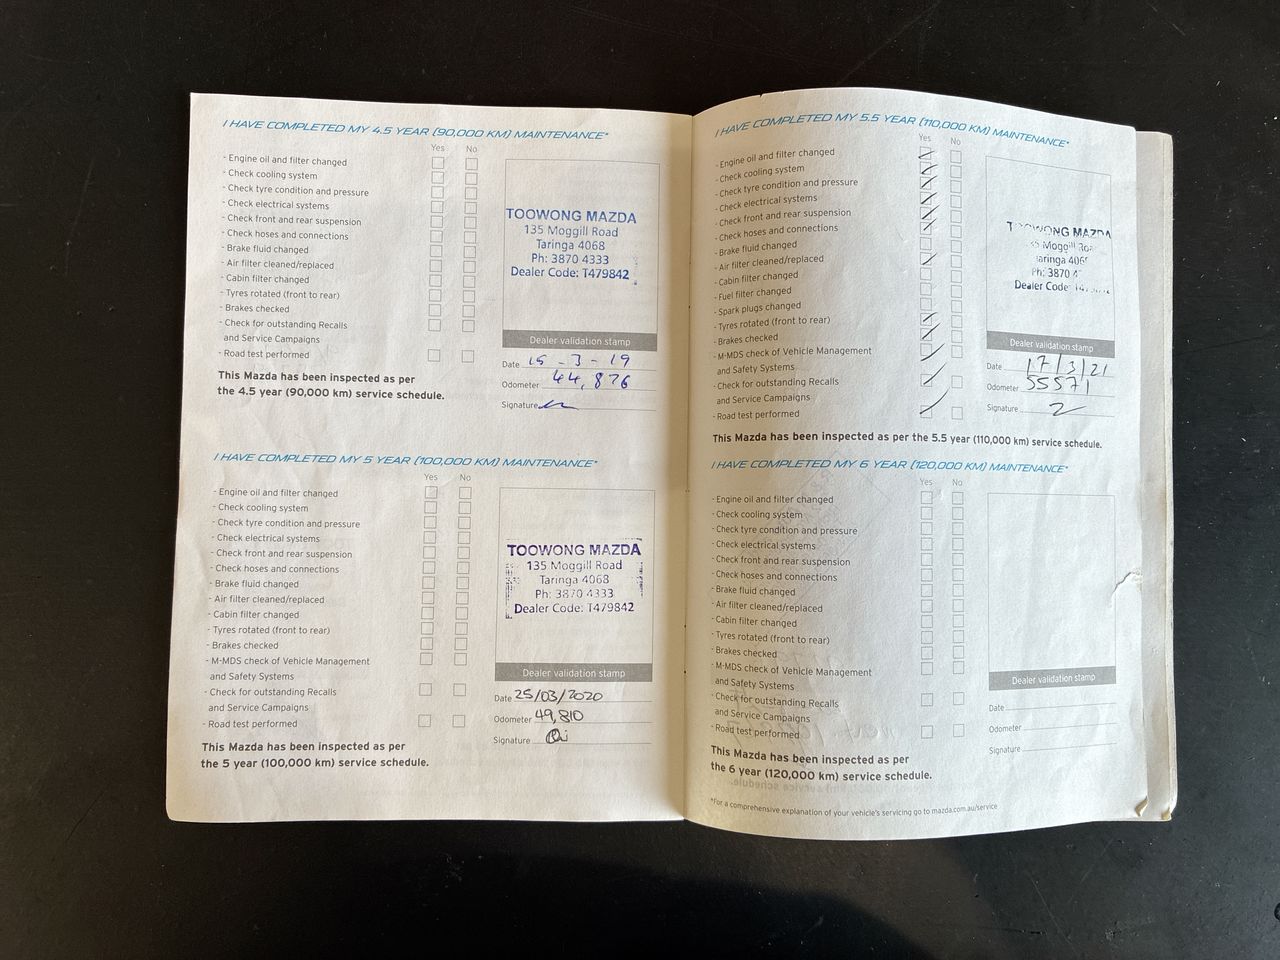 I HAVE COMPLETED MY 4.5 YEAR (90,000 KM) MAINTENANCE*
Yes No
- Engine oil and filter changed
- Check cooling system
- Check tyre condition and pressure
- Check electrical systems
- Check front and rear suspension
- Check hoses and connections
- Brake fluid changed
- Air filter cleaned/replaced
- Cabin filter changed
- Tyres rotated (front to rear)
- Brakes checked
- Check for outstanding Recalls
and Service Campaigns
- Road test performed
This Mazda has been inspected as per
the 4.5 year (90,000 km) service schedule.
TOOWONG MAZDA
135 Moggill Road
Taringa 4068
Ph: 3870 4333
Dealer Code: T479842
Dealer validation stamp
Date 15 - 3 - 19
Odometer 44,876
Signature
I HAVE COMPLETED MY 5 YEAR (100,000 KM) MAINTENANCE*
Yes No
- Engine oil and filter changed
- Check cooling system
- Check tyre condition and pressure
- Check electrical systems
- Check front and rear suspension
- Check hoses and connections
- Brake fluid changed
- Air filter cleaned/replaced
- Cabin filter changed
- Tyres rotated (front to rear)
- Brakes checked
- M-MDS check of Vehicle Management
and Safety Systems
- Check for outstanding Recalls
and Service Campaigns
- Road test performed
This Mazda has been inspected as per
the 5 year (100,000 km) service schedule.
TOOWONG MAZDA
135 Moggill Road
Taringa 4068
Ph: 3870 4333
Dealer Code: T479842
Dealer validation stamp
Date 25/03/2020
Odometer 49,810
Signature
I HAVE COMPLETED MY 5.5 YEAR (110,000 KM) MAINTENANCE*
Yes No
- Engine oil and filter changed
- Check cooling system
- Check tyre condition and pressure
- Check electrical systems
- Check front and rear suspension
- Check hoses and connections
- Brake fluid changed
- Air filter cleaned/replaced
- Cabin filter changed
- Fuel filter changed
- Spark plugs changed
- Tyres rotated (front to rear)
- Brakes checked
- M-MDS check of Vehicle Management
and Safety Systems
- Check for outstanding Recalls
and Service Campaigns
- Road test performed
This Mazda has been inspected as per the 5.5 year (110,000 km) service schedule.
TOOWONG MAZDA
Moggill
Ph: 3870
Dealer Code:
Dealer validation stamp
Date 17/3/21
Odometer 55571
Signature
I HAVE COMPLETED MY 6 YEAR (120,000 KM) MAINTENANCE*
Yes No
- Engine oil and filter changed
- Check cooling system
- Check tyre condition and pressure
- Check electrical systems
- Check front and rear suspension
- Check hoses and connections
- Brake fluid changed
- Air filter cleaned/replaced
- Cabin filter changed
- Tyres rotated (front to rear)
- Brakes checked
- M-MDS check of Vehicle Management
and Safety Systems
- Check for outstanding Recalls
and Service Campaigns
- Road test performed
This Mazda has been inspected as per
the 6 year (120,000 km) service schedule.
Dealer validation stamp
Date
Odometer
Signature
*For a comprehensive explanation of your vehicle's servicing go to mazda.com.au/service